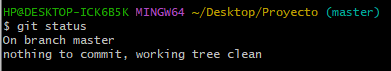 HP@DESKTOP-ICK6B5K MINGW64 ~/Desktop/Proyecto (master)
$ git status
On branch master
nothing to commit, working tree clean